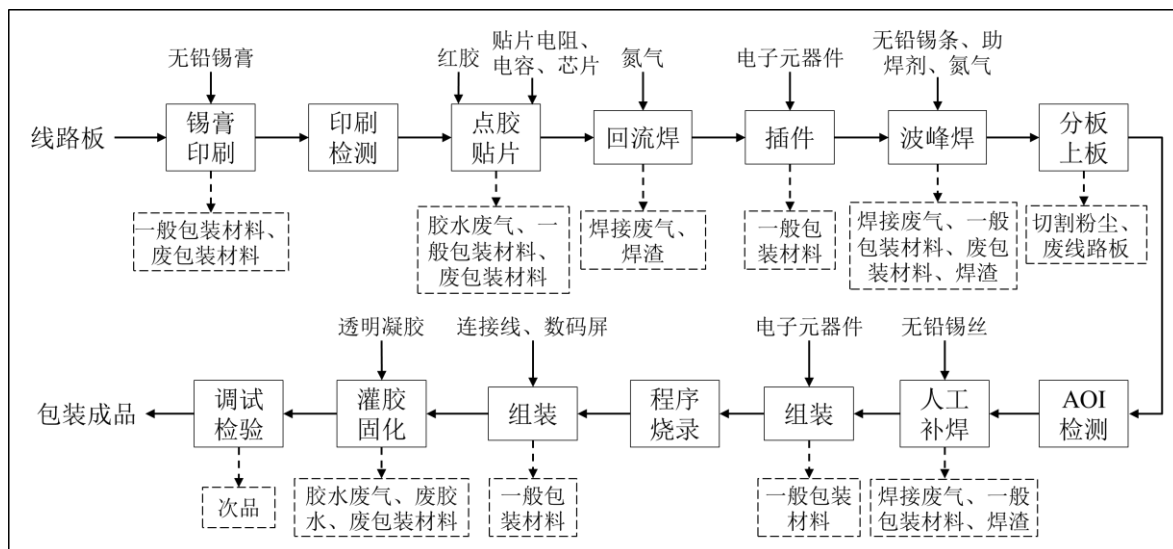 无铅锡膏
红胶
贴片电阻、
电容、芯片
氮气
电子元器件
无铅锡条、助
焊剂、氮气
线路板
锡膏
印刷
印刷
检测
点胶
贴片
回流焊
插件
波峰焊
分板
上板
一般包装材料、
废包装材料
胶水废气、一
般包装材料、
废包装材料
焊接废气、
焊渣
一般包
装材料
焊接废气、一般
包装材料、废包
装材料、焊渣
切割粉尘、
废线路板
透明凝胶
连接线、数码屏
电子元器件
无铅锡丝
包装成品
调试
检验
灌胶
固化
组装
程序
烧录
组装
人工
补焊
AOI
检测
次品
胶水废气、废胶
水、废包装材料
一般包
装材料
一般包装
材料
焊接废气、一般
包装材料、焊渣